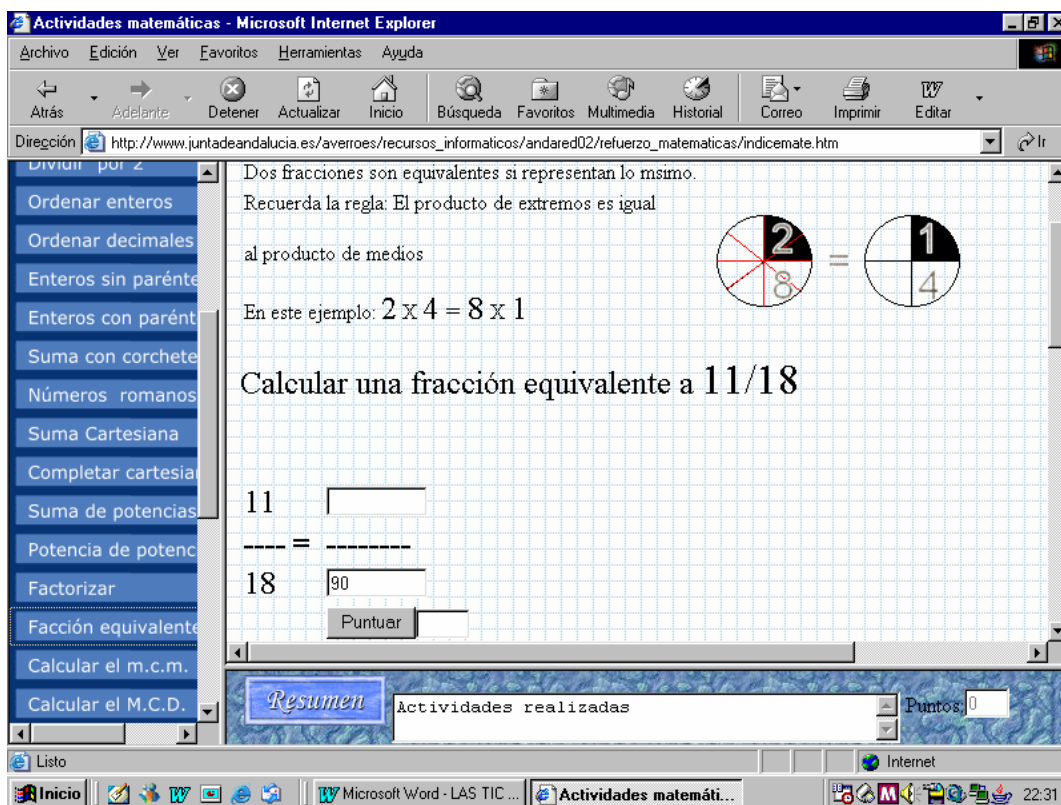 Actividades matemáticas - Microsoft Internet Explorer
Archivo Edición Ver Favoritos Herramientas Ayuda
Atrás Adelante Detener Actualizar Inicio Búsqueda Favoritos Multimedia Historial Correo Imprimir Editar
Dirección http://www.juntadeandalucia.es/averroes/recursos_informaticos/andared02/refuerzo_matematicas/indicemate.htm Ir
Dividir por 2
Ordenar enteros
Ordenar decimales
Enteros sin parénte
Enteros con parént
Suma con corchete
Números romanos
Suma Cartesiana
Completar cartesia
Suma de potencias
Potencia de potenc
Factorizar
Facción equivalente
Calcular el m.c.m.
Calcular el M.C.D.
Dos fracciones son equivalentes si representan lo msimo.
Recuerda la regla: El producto de extremos es igual
al producto de medios
En este ejemplo: 2 x 4 = 8 x 1
2 1
=
8 4
Calcular una fracción equivalente a 11/18
11
---- = --------
18 90
Puntuar
Resumen Actividades realizadas Puntos: 0
Listo Internet
Inicio Microsoft Word - LAS TIC ... Actividades matemáti... 22:31